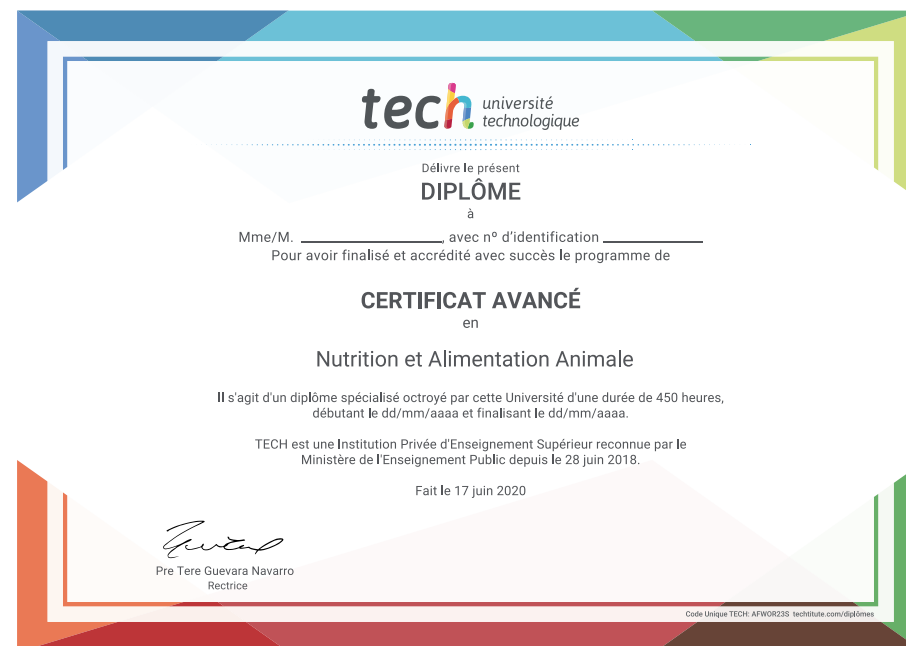 tech université
technologique
Délivre le présent
DIPLÔME
à
Mme/M. ____________________, avec nº d'identification ______________
Pour avoir finalisé et accrédité avec succès le programme de
CERTIFICAT AVANCÉ
en
Nutrition et Alimentation Animale
Il s'agit d'un diplôme spécialisé octroyé par cette Université d'une durée de 450 heures,
débutant le dd/mm/aaaa et finalisant le dd/mm/aaaa.
TECH est une Institution Privée d'Enseignement Supérieur reconnue par le
Ministère de l'Enseignement Public depuis le 28 juin 2018.
Fait le 17 juin 2020
Pre Tere Guevara Navarro
Rectrice
Code Unique TECH: AFWOR23S techtitute.com/diplômes